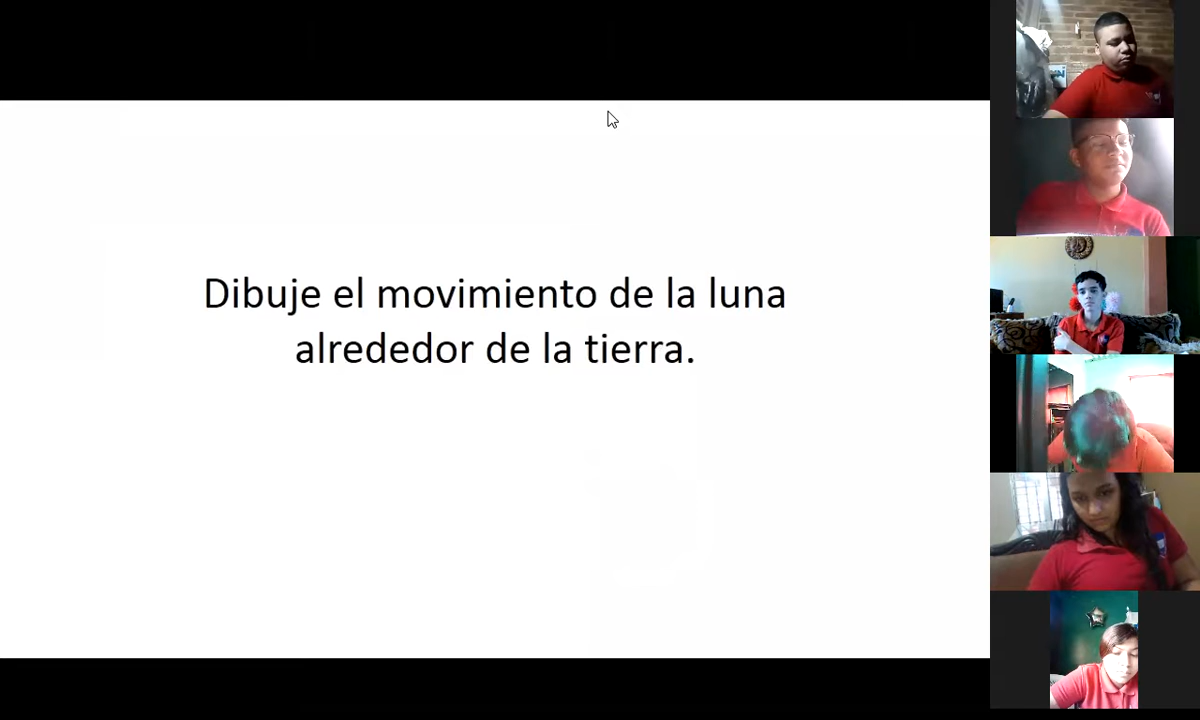 Dibuje el movimiento de la luna
alrededor de la tierra.